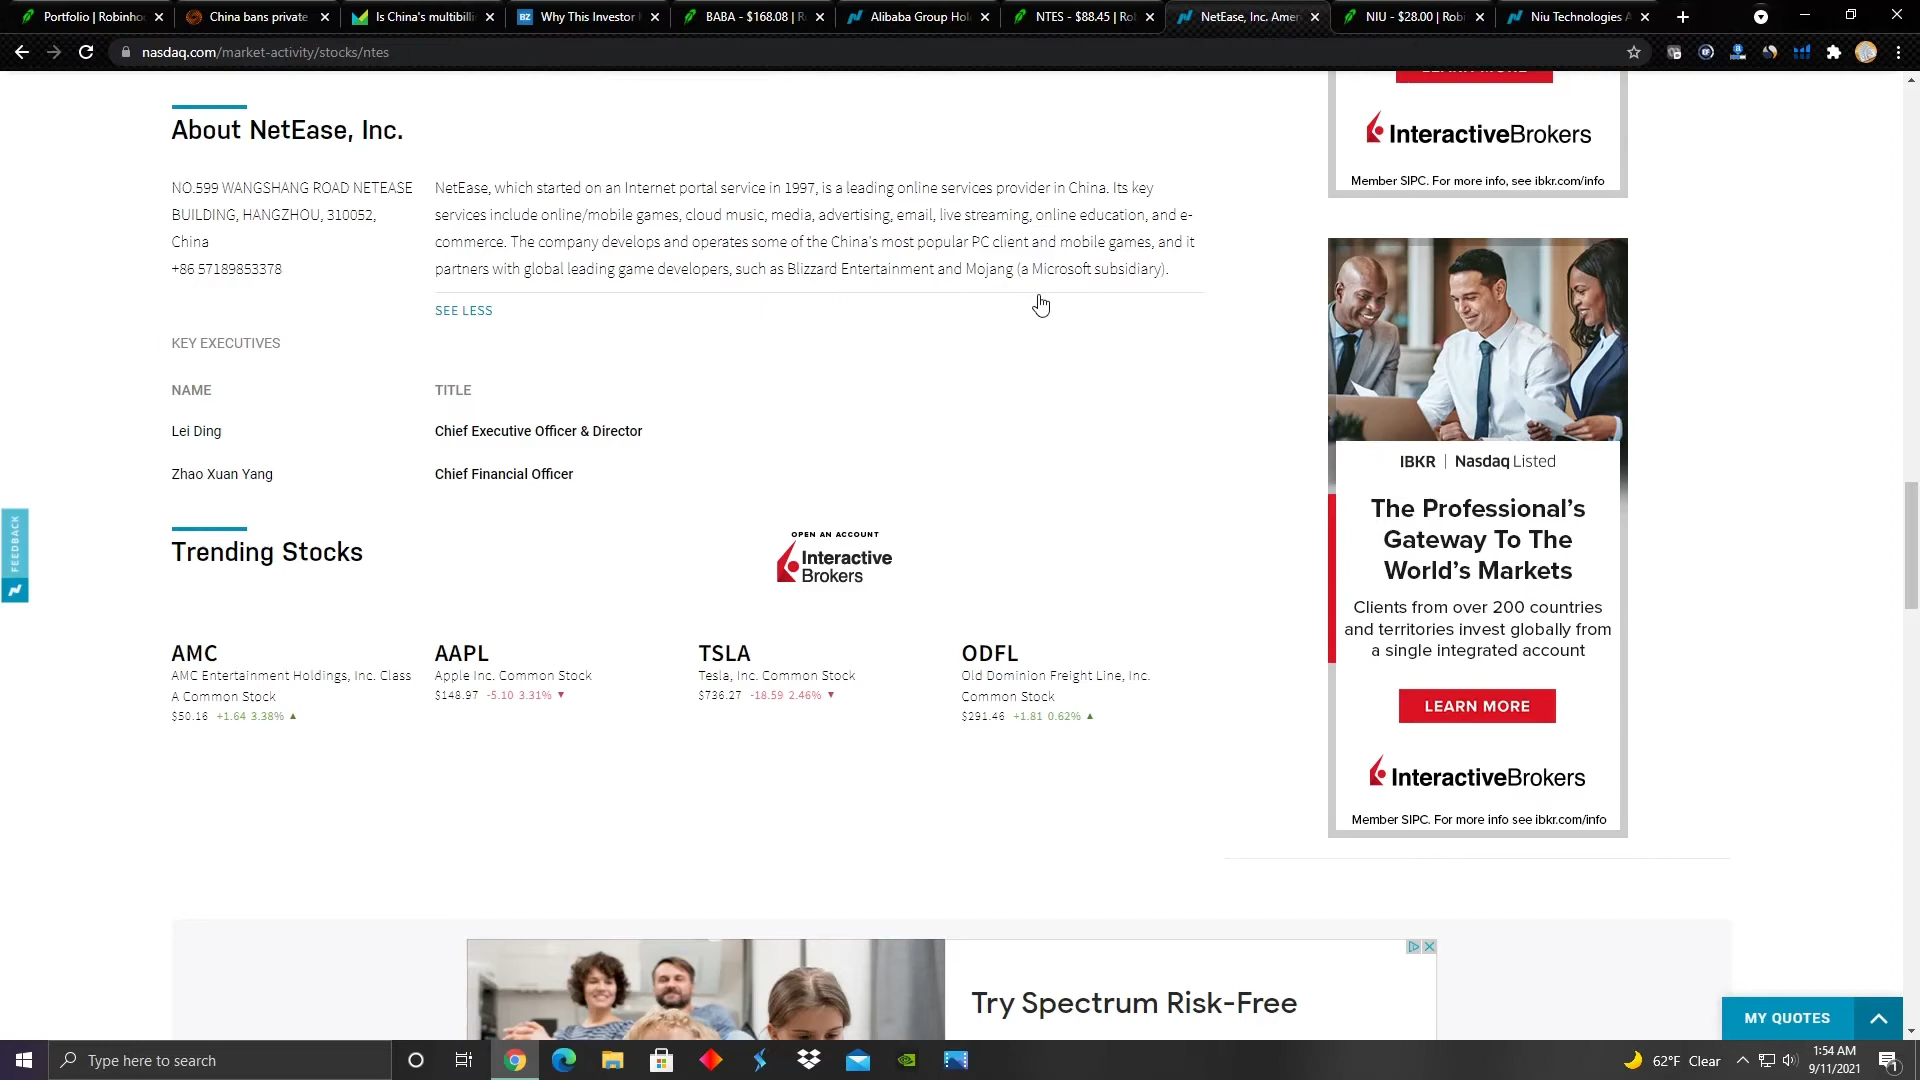 Portfolio | Robinho
China bans private
Is China's multibilli
Why This Investor
BABA - $168.08 | R
Alibaba Group Hol
NTES - $88.45 | Ro
NetEase, Inc. Amer
NIU - $28.00 | Robi
Niu Technologies A
nasdaq.com/market-activity/stocks/ntes
About NetEase, Inc.
NO.599 WANGSHANG ROAD NETEASE
BUILDING, HANGZHOU, 310052,
China
+86 57189853378
NetEase, which started on an Internet portal service in 1997, is a leading online services provider in China. Its key
services include online/mobile games, cloud music, media, advertising, email, live streaming, online education, and e-
commerce. The company develops and operates some of the China's most popular PC client and mobile games, and it
partners with global leading game developers, such as Blizzard Entertainment and Mojang (a Microsoft subsidiary).
SEE LESS
KEY EXECUTIVES
NAME TITLE
Lei Ding Chief Executive Officer & Director
Zhao Xuan Yang Chief Financial Officer
Trending Stocks
OPEN AN ACCOUNT
Interactive
Brokers
AMC
AMC Entertainment Holdings, Inc. Class
A Common Stock
$50.16 +1.64 3.38% ▲
AAPL
Apple Inc. Common Stock
$148.97 -5.10 3.31% ▼
TSLA
Tesla, Inc. Common Stock
$736.27 -18.59 2.46% ▼
ODFL
Old Dominion Freight Line, Inc.
Common Stock
$291.46 +1.81 0.62% ▲
LEARN MORE
InteractiveBrokers
Member SIPC. For more info, see ibkr.com/info
IBKR | Nasdaq Listed
The Professional's
Gateway To The
World's Markets
Clients from over 200 countries
and territories invest globally from
a single integrated account
LEARN MORE
InteractiveBrokers
Member SIPC. For more info see ibkr.com/info
FEEDBACK
Try Spectrum Risk-Free
MY QUOTES
Type here to search
62°F Clear
1:54 AM
9/11/2021
1